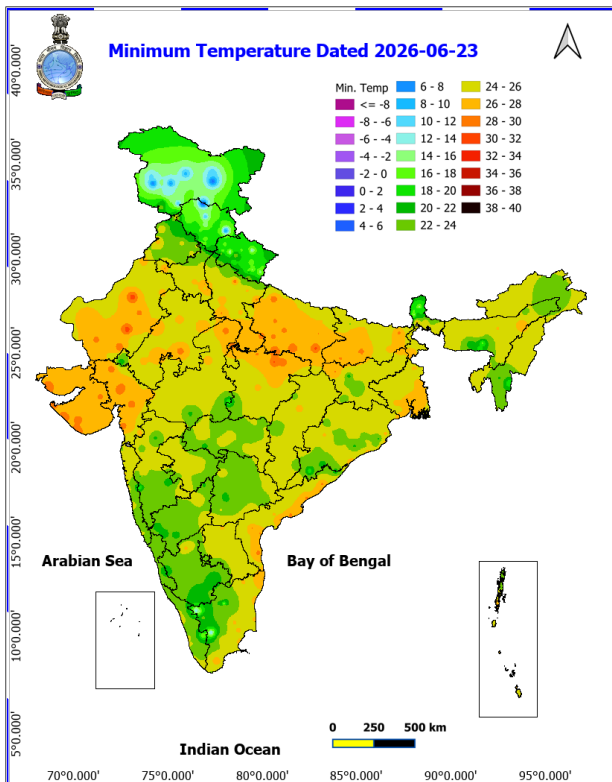 Minimum Temperature Dated 2026-06-23
Min. Temp
<= -8
-8 - -6
-6 - -4
-4 - -2
-2 - 0
0 - 2
2 - 4
4 - 6
6 - 8
8 - 10
10 - 12
12 - 14
14 - 16
16 - 18
18 - 20
20 - 22
22 - 24
24 - 26
26 - 28
28 - 30
30 - 32
32 - 34
34 - 36
36 - 38
38 - 40
40°0.000'
35°0.000'
30°0.000'
25°0.000'
20°0.000'
15°0.000'
10°0.000'
5°0.000'
Arabian Sea
Bay of Bengal
Indian Ocean
0 250 500 km
70°0.000' 75°0.000' 80°0.000' 85°0.000' 90°0.000' 95°0.000'